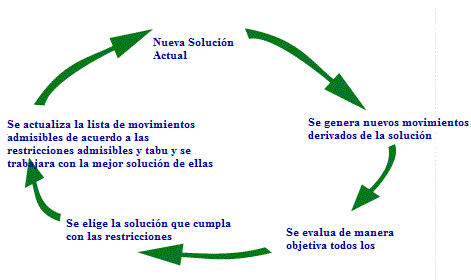 Nueva Solución
Actual
Se genera nuevos movimientos
derivados de la solución
Se evalua de manera
objetiva todos los
Se elige la solución que cumpla
con las restricciones
Se actualiza la lista de movimientos
admisibles de acuerdo a las
restricciones admisibles y tabu y se
trabajara con la mejor solución de ellas